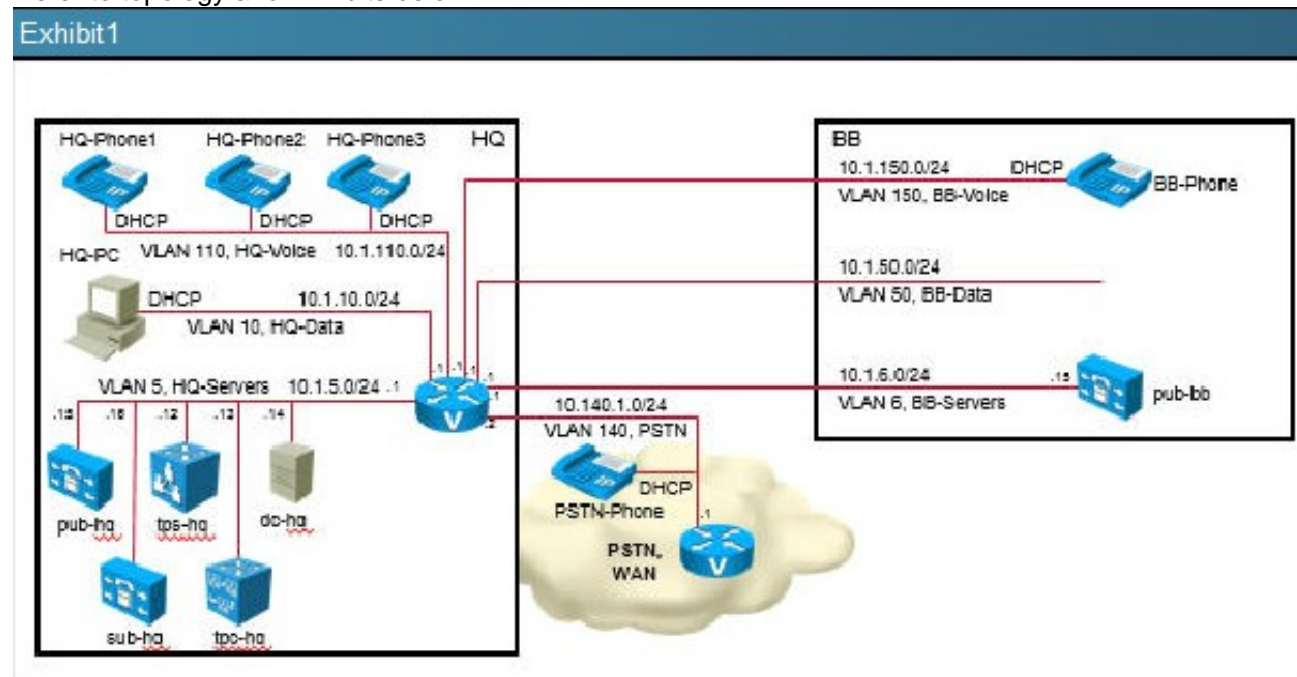 Exhibit1
HQ-Phone1 HQ-Phone2 HQ-Phone3 HQ
DHCP DHCP DHCP
VLAN 110, HQ-Voice 10.1.110.0/24
HQ-PC
DHCP 10.1.10.0/24
VLAN 10, HQ-Data
VLAN 5, HQ-Servers 10.1.5.0/24 .1
.15 .16 .12 .13 .14
pub-hq tps-hq dc-hq
sub-hq tpc-hq
.1 .1 .1 .1 .1 .2
V
10.140.1.0/24
VLAN 140, PSTN
DHCP
PSTN-Phone .1
PSTN,
WAN
V
BB
10.1.150.0/24 DHCP
VLAN 150, BB-Voice
BB-Phone
10.1.50.0/24
VLAN 50, BB-Data
10.1.6.0/24 .15
VLAN 6, BB-Servers
pub-bb